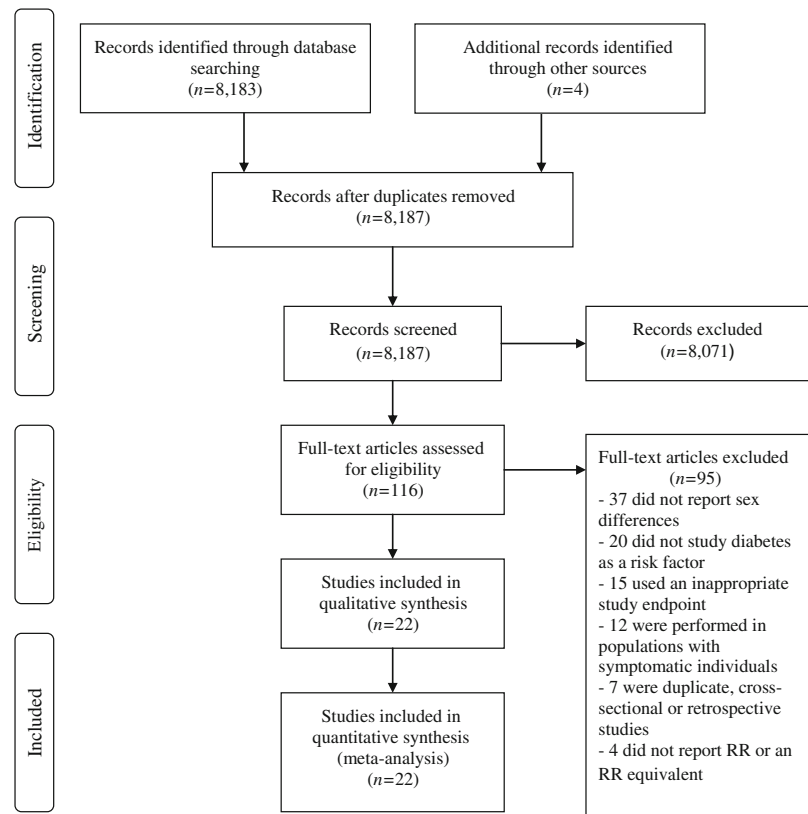 Identification
Records identified through database
searching
(n=8,183)
Additional records identified
through other sources
(n=4)
Records after duplicates removed
(n=8,187)
Screening
Records screened
(n=8,187)
Records excluded
(n=8,071)
Eligibility
Full-text articles assessed
for eligibility
(n=116)
Full-text articles excluded
(n=95)
- 37 did not report sex
differences
- 20 did not study diabetes
as a risk factor
- 15 used an inappropriate
study endpoint
- 12 were performed in
populations with
symptomatic individuals
- 7 were duplicate, cross-
sectional or retrospective
studies
- 4 did not report RR or an
RR equivalent
Studies included in
qualitative synthesis
(n=22)
Included
Studies included in
quantitative synthesis
(meta-analysis)
(n=22)